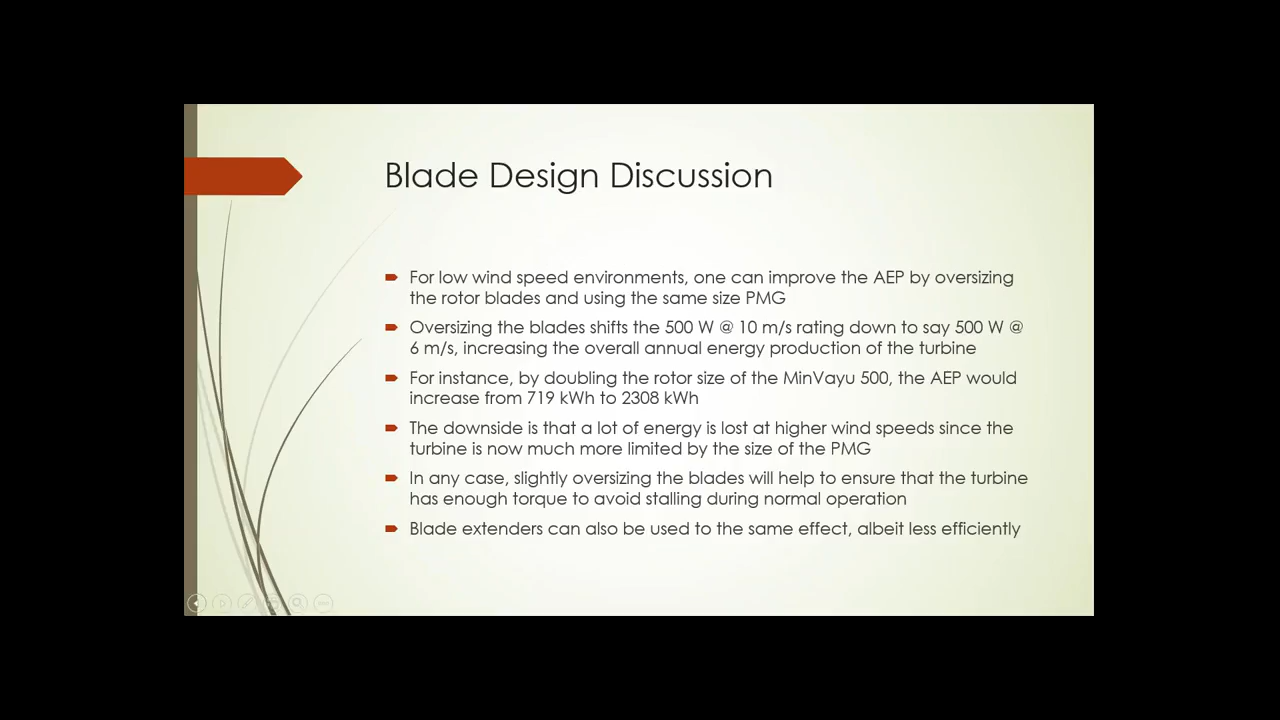 Blade Design Discussion
For low wind speed environments, one can improve the AEP by oversizing
the rotor blades and using the same size PMG
Oversizing the blades shifts the 500 W @ 10 m/s rating down to say 500 W @
6 m/s, increasing the overall annual energy production of the turbine
For instance, by doubling the rotor size of the MinVayu 500, the AEP would
increase from 719 kWh to 2308 kWh
The downside is that a lot of energy is lost at higher wind speeds since the
turbine is now much more limited by the size of the PMG
In any case, slightly oversizing the blades will help to ensure that the turbine
has enough torque to avoid stalling during normal operation
Blade extenders can also be used to the same effect, albeit less efficiently